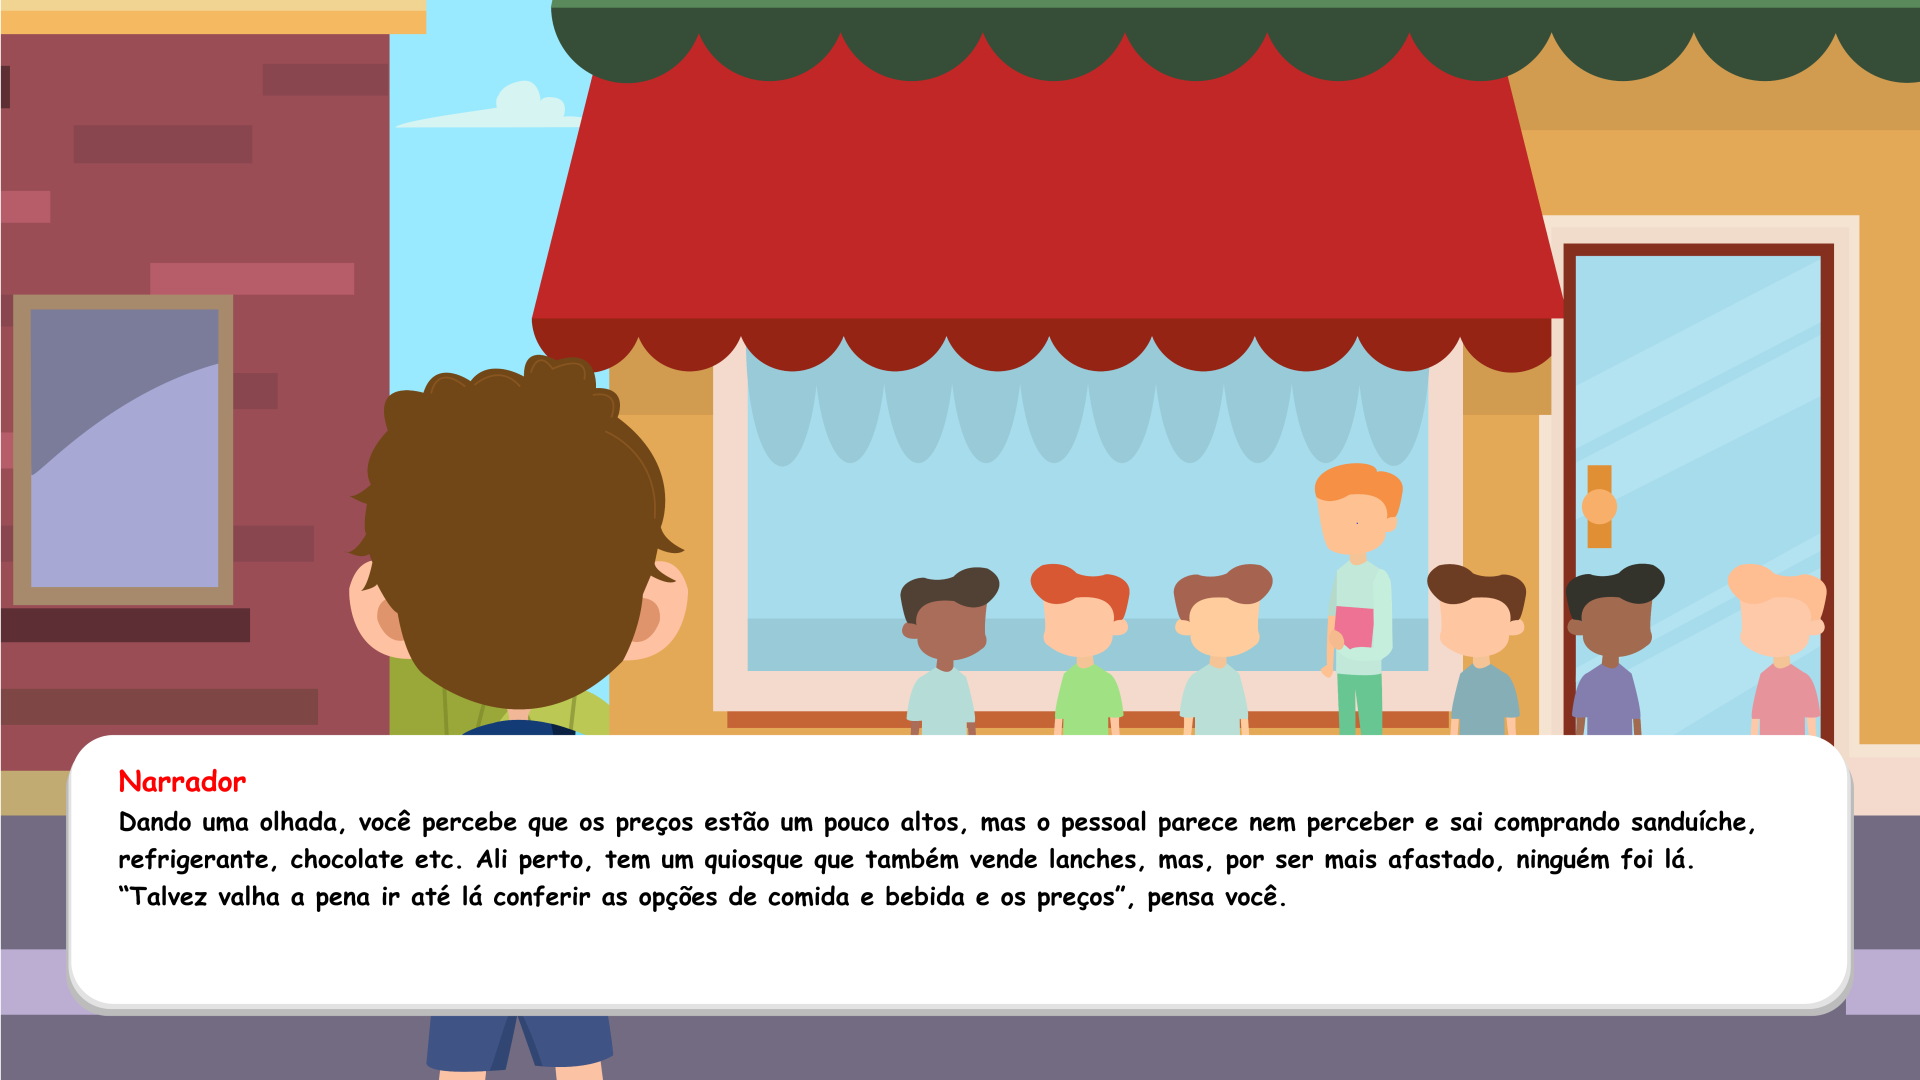 Narrador
Dando uma olhada, você percebe que os preços estão um pouco altos, mas o pessoal parece nem perceber e sai comprando sanduíche,
refrigerante, chocolate etc. Ali perto, tem um quiosque que também vende lanches, mas, por ser mais afastado, ninguém foi lá.
“Talvez valha a pena ir até lá conferir as opções de comida e bebida e os preços”, pensa você.